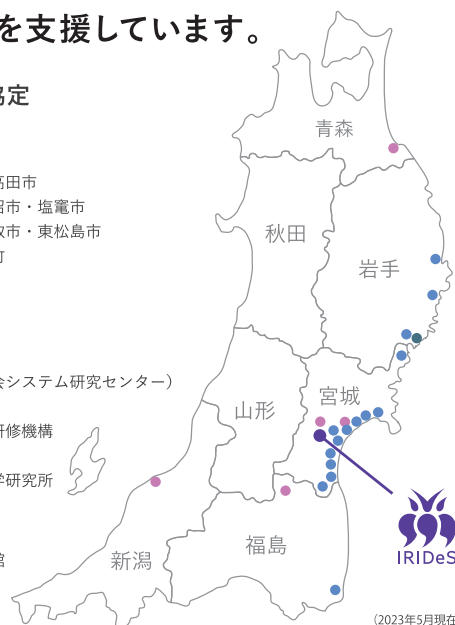 を支援しています。
協定
青森
高田市
沼市・塩竈市
取市・東松島市
町
秋田
岩手
会システム研究センター）
宮城
山形
研修機構
学研究所
福島
新潟
館
IRIDeS
（2023年5月現在